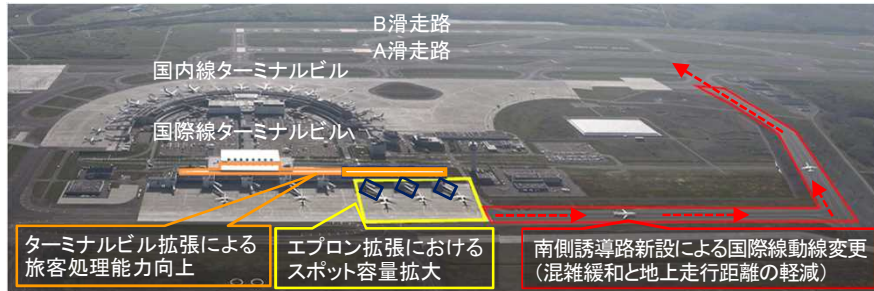 B滑走路
A滑走路
国内線ターミナルビル
国際線ターミナルビル
ターミナルビル拡張による
旅客処理能力向上
エプロン拡張における
スポット容量拡大
南側誘導路新設による国際線動線変更
(混雑緩和と地上走行距離の軽減)